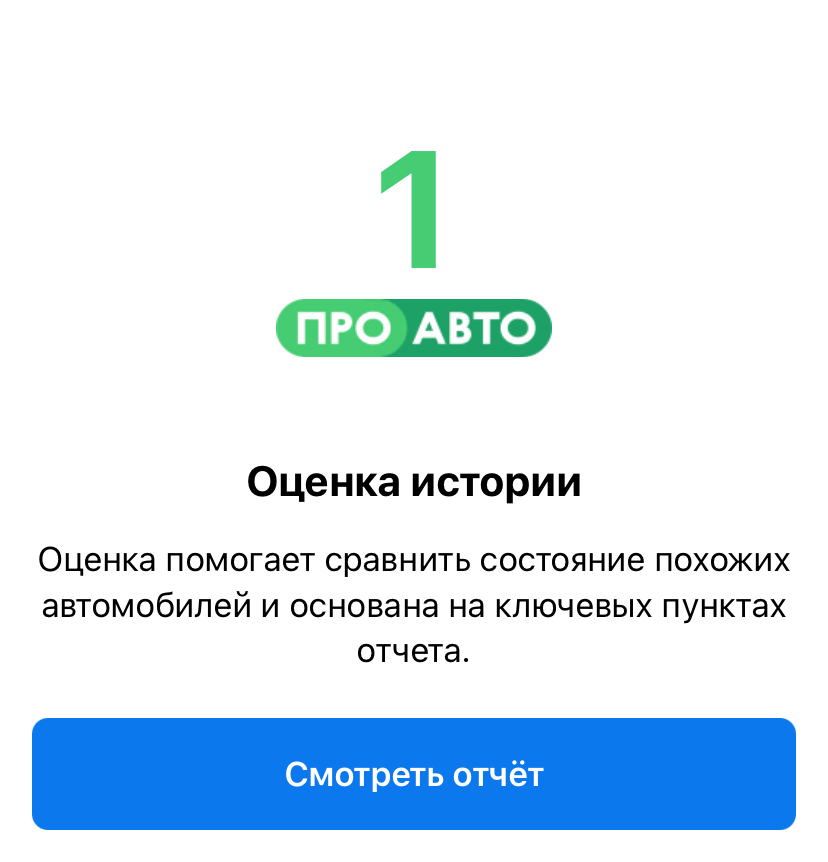 1
ПРО АВТО
Оценка истории
Оценка помогает сравнить состояние похожих
автомобилей и основана на ключевых пунктах
отчета.
Смотреть отчёт